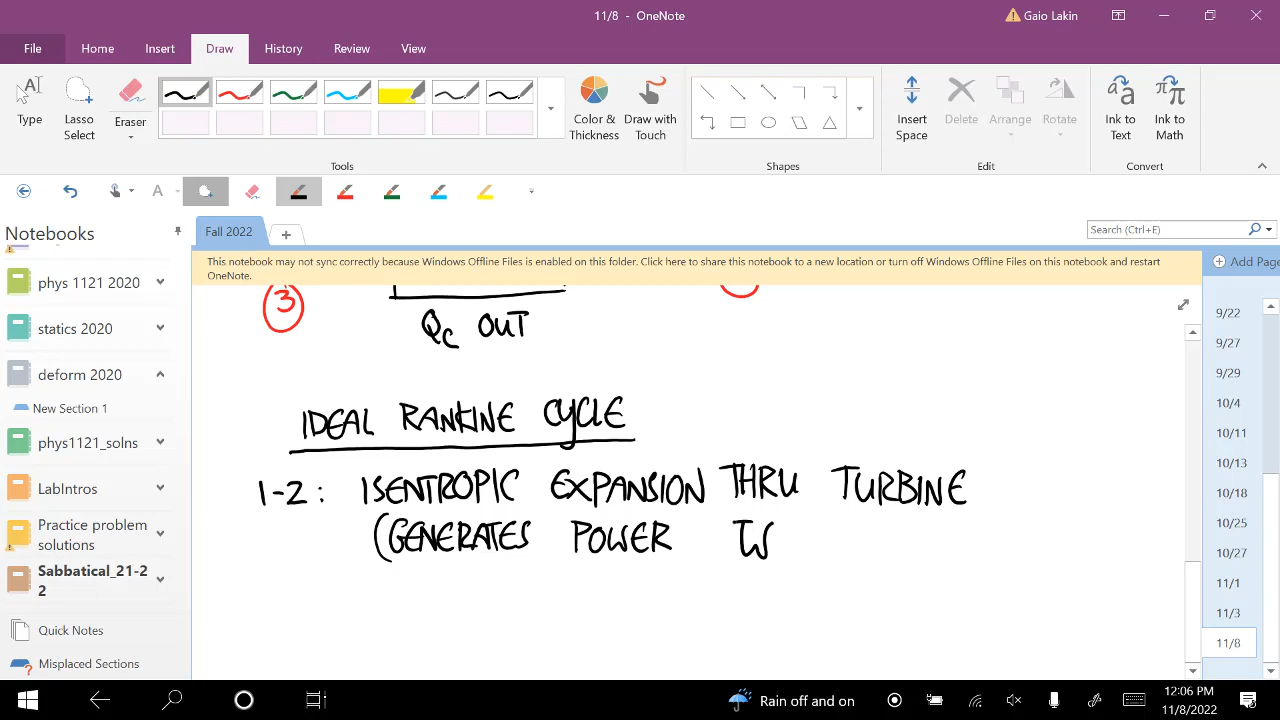 11/8 - OneNote
Gaio Lakin
File Home Insert Draw History Review View
Type
Lasso Select
Eraser
Color & Thickness
Draw with Touch
Insert Space
Delete
Arrange
Rotate
Ink to Text
Ink to Math
Tools
Shapes
Edit
Convert
Notebooks
Fall 2022
Search (Ctrl+E)
This notebook may not sync correctly because Windows Offline Files is enabled on this folder. Click here to share this notebook to a new location or turn off Windows Offline Files on this notebook and restart
OneNote.
Add Page
phys 1121 2020
statics 2020
deform 2020
New Section 1
phys1121_solns
LabIntros
Practice problem
solutions
Sabbatical_21-2
2
Quick Notes
Misplaced Sections
3
Qc OUT
IDEAL RANKINE CYCLE
1-2: ISENTROPIC EXPANSION THRU TURBINE
(GENERATES POWER
9/22
9/27
9/29
10/4
10/11
10/13
10/18
10/25
10/27
11/1
11/3
11/8
Rain off and on
12:06 PM
11/8/2022